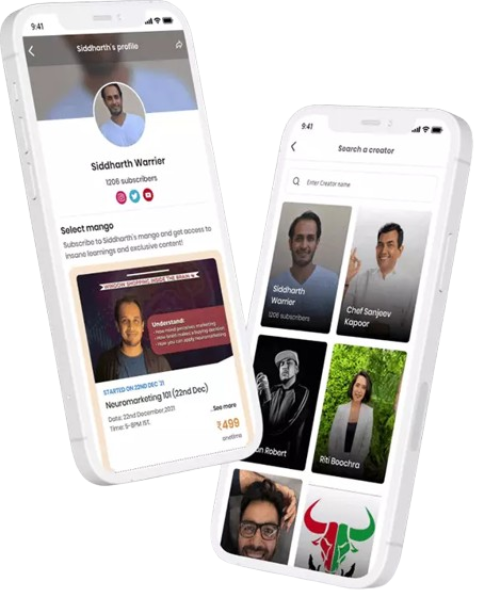 9:41
Siddharth's profile
Siddharth Warrier
1206 subscribers
Select mango
Subscribe to Siddharth's mango and get access to
insane learnings and exclusive content!
WINDOW SHOPPING INSIDE THE BRAIN
Understand:
How mind perceives marketing
How brain makes a buying decision
How you can apply neuromarketing
STARTED ON 22ND DEC '21
Neuromarketing 101 (22nd Dec)
Date: 22nd December, 2021
Time: 5-8PM IST.
...See more
₹499
onetime
9:41
Search a creator
Enter Creator name
Siddharth
Warrier
1206 subscribers
Chef Sanjeev
Kapoor
Robert
Riti Boochra